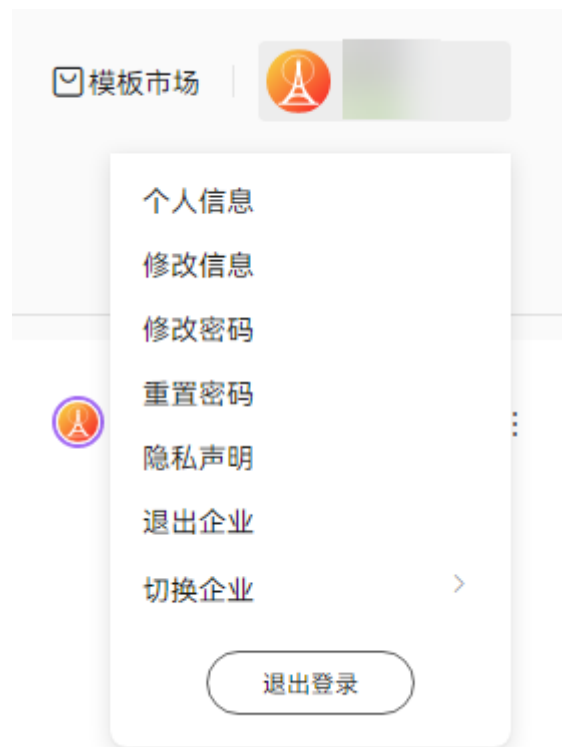 模板市场
个人信息
修改信息
修改密码
重置密码
隐私声明
退出企业
切换企业
退出登录